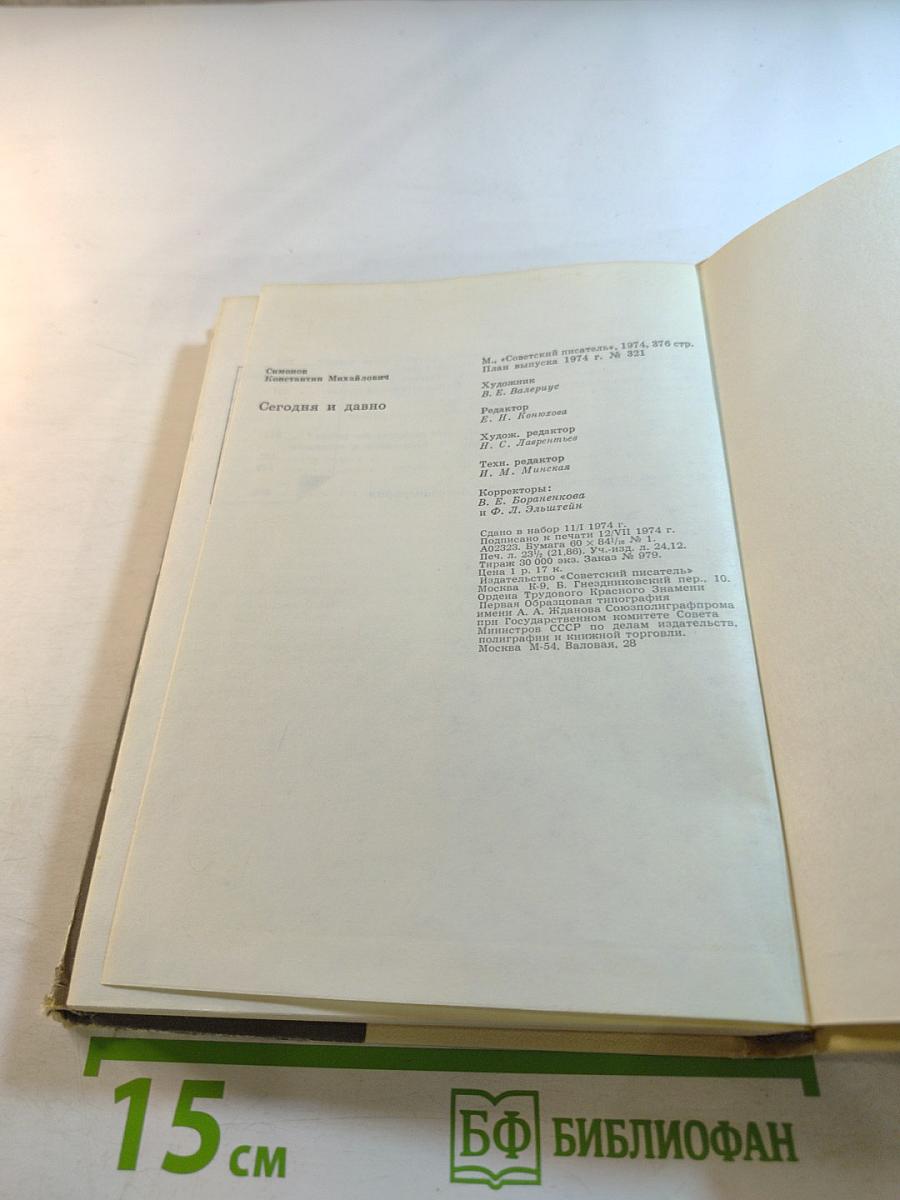 Симонов
Константин Михайлович
Сегодня и давно
М., «Советский писатель», 1974, 376 стр.
План выпуска 1974 г. № 321
Художник
В. Е. Валериус
Редактор
Е. Н. Конюхова
Худож. редактор
Н. С. Лаврентьев
Техн. редактор
И. М. Минская
Корректоры:
В. Е. Бораненкова
и Ф. Л. Эльштейн
Сдано в набор 11/I 1974 г.
Подписано к печати 12/VII 1974 г.
А02323. Бумага 60 × 84¹/₁₆ № 1.
Печ. л. 23¹/₂ (21,86). Уч.-изд. л. 24,12.
Тираж 30 000 экз. Заказ № 979.
Цена 1 р. 17 к.
Издательство «Советский писатель»
Москва К-9, Б. Гнездниковский пер., 10.
Ордена Трудового Красного Знамени
Первая Образцовая типография
имени А. А. Жданова Союзполиграфпрома
при Государственном комитете Совета
Министров СССР по делам издательств,
полиграфии и книжной торговли.
Москва М-54, Валовая, 28
15 см
БФ БИБЛИОФАН